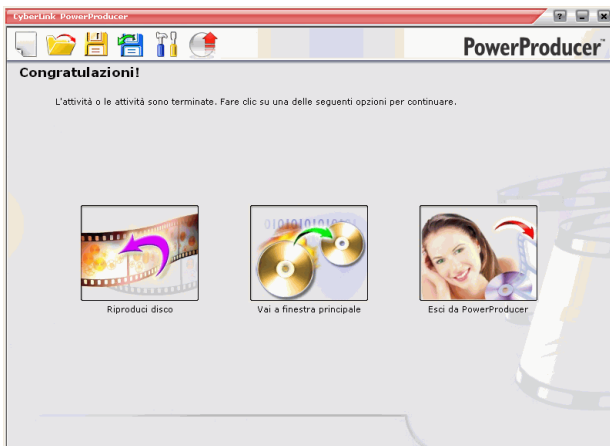 CyberLink PowerProducer
PowerProducer™
Congratulazioni!
L'attività o le attività sono terminate. Fare clic su una delle seguenti opzioni per continuare.
Riproduci disco
Vai a finestra principale
Esci da PowerProducer